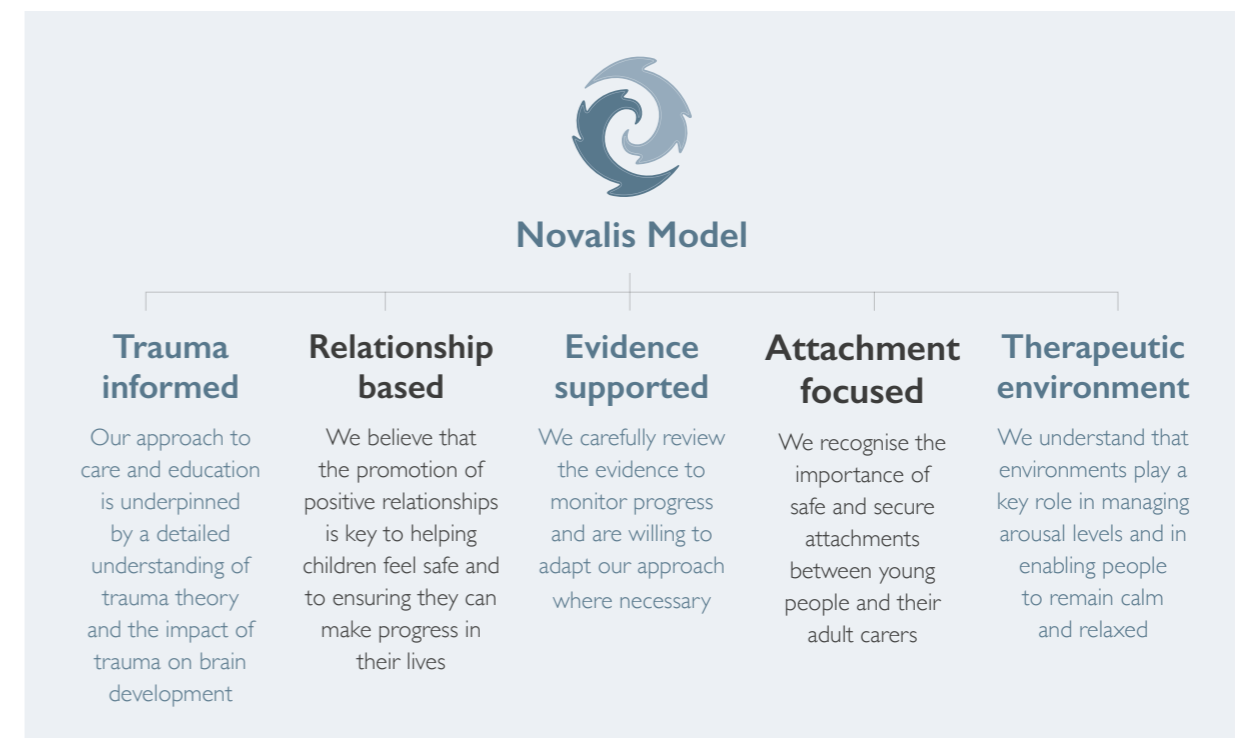 Novalis Model
Trauma
informed
Our approach to
care and education
is underpinned
by a detailed
understanding of
trauma theory
and the impact of
trauma on brain
development
Relationship
based
We believe that
the promotion of
positive relationships
is key to helping
children feel safe and
to ensuring they can
make progress in
their lives
Evidence
supported
We carefully review
the evidence to
monitor progress
and are willing to
adapt our approach
where necessary
Attachment
focused
We recognise the
importance of
safe and secure
attachments
between young
people and their
adult carers
Therapeutic
environment
We understand that
environments play a
key role in managing
arousal levels and in
enabling people
to remain calm
and relaxed